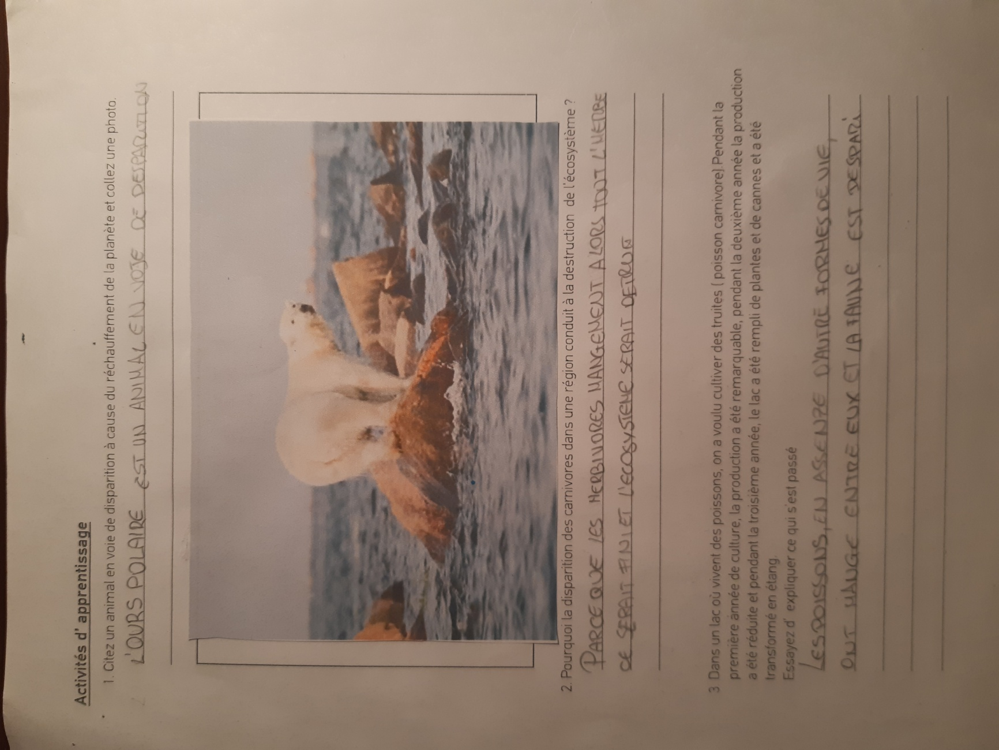 Activités d' apprentissage
1. Citez un animal en voie de disparition à cause du réchauffement de la planète et collez une photo.
L'OURS POLAIRE EST UN ANIMAL EN VOJE DE DESPARITION
2. Pourquoi la disparition des carnivores dans une région conduit à la destruction de l'écosystème ?
PARCE QUE LES HERBIVORES MANGEMENT ALORS TOUT L'HERBE
CE SERAIT FINI ET L'ECOSYSTEME SERAIT DETRUIT
3 Dans un lac où vivent des poissons, on a voulu cultiver des truites ( poisson carnivore).Pendant la
première année de culture, la production a été remarquable, pendant la deuxième année la production
a été réduite et pendant la troisième année, le lac a été rempli de plantes et de cannes et a été
transformé en étang.
Essayez d' expliquer ce qui s'est passé
LES POISSONS, EN ASSENZE D'AUTRE FORMES DE VIE,
ONT MANGE ENTRE EUX ET LA FAUNE EST DESPARi